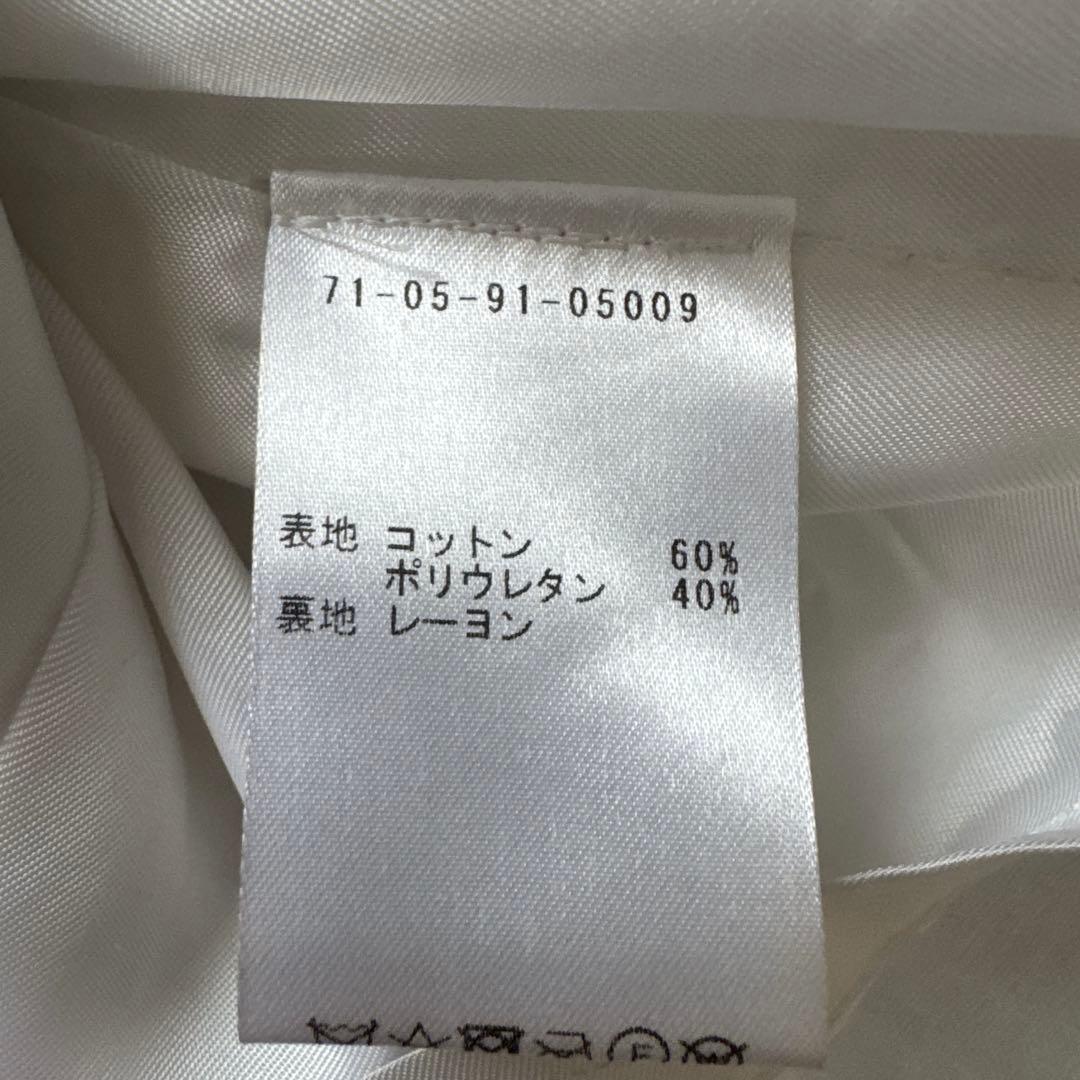 71-05-91-05009
表地 コットン 60%
ポリウレタン 40%
裏地 レーヨン